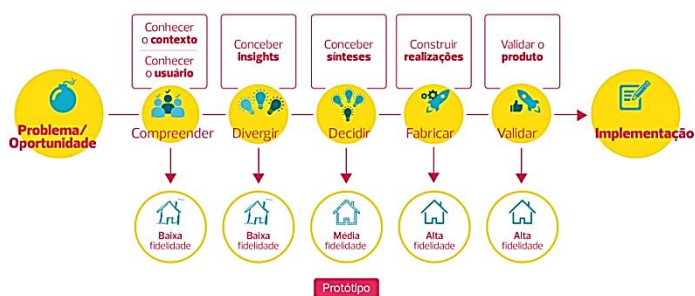 Conhecer
o contexto
Conhecer
o usuário
Conceber
insights
Conceber
sínteses
Construir
realizações
Validar o
produto
Problema/
Oportunidade
Compreender
Divergir
Decidir
Fabricar
Validar
Implementação
Baixa
fidelidade
Baixa
fidelidade
Média
fidelidade
Alta
fidelidade
Alta
fidelidade
Protótipo